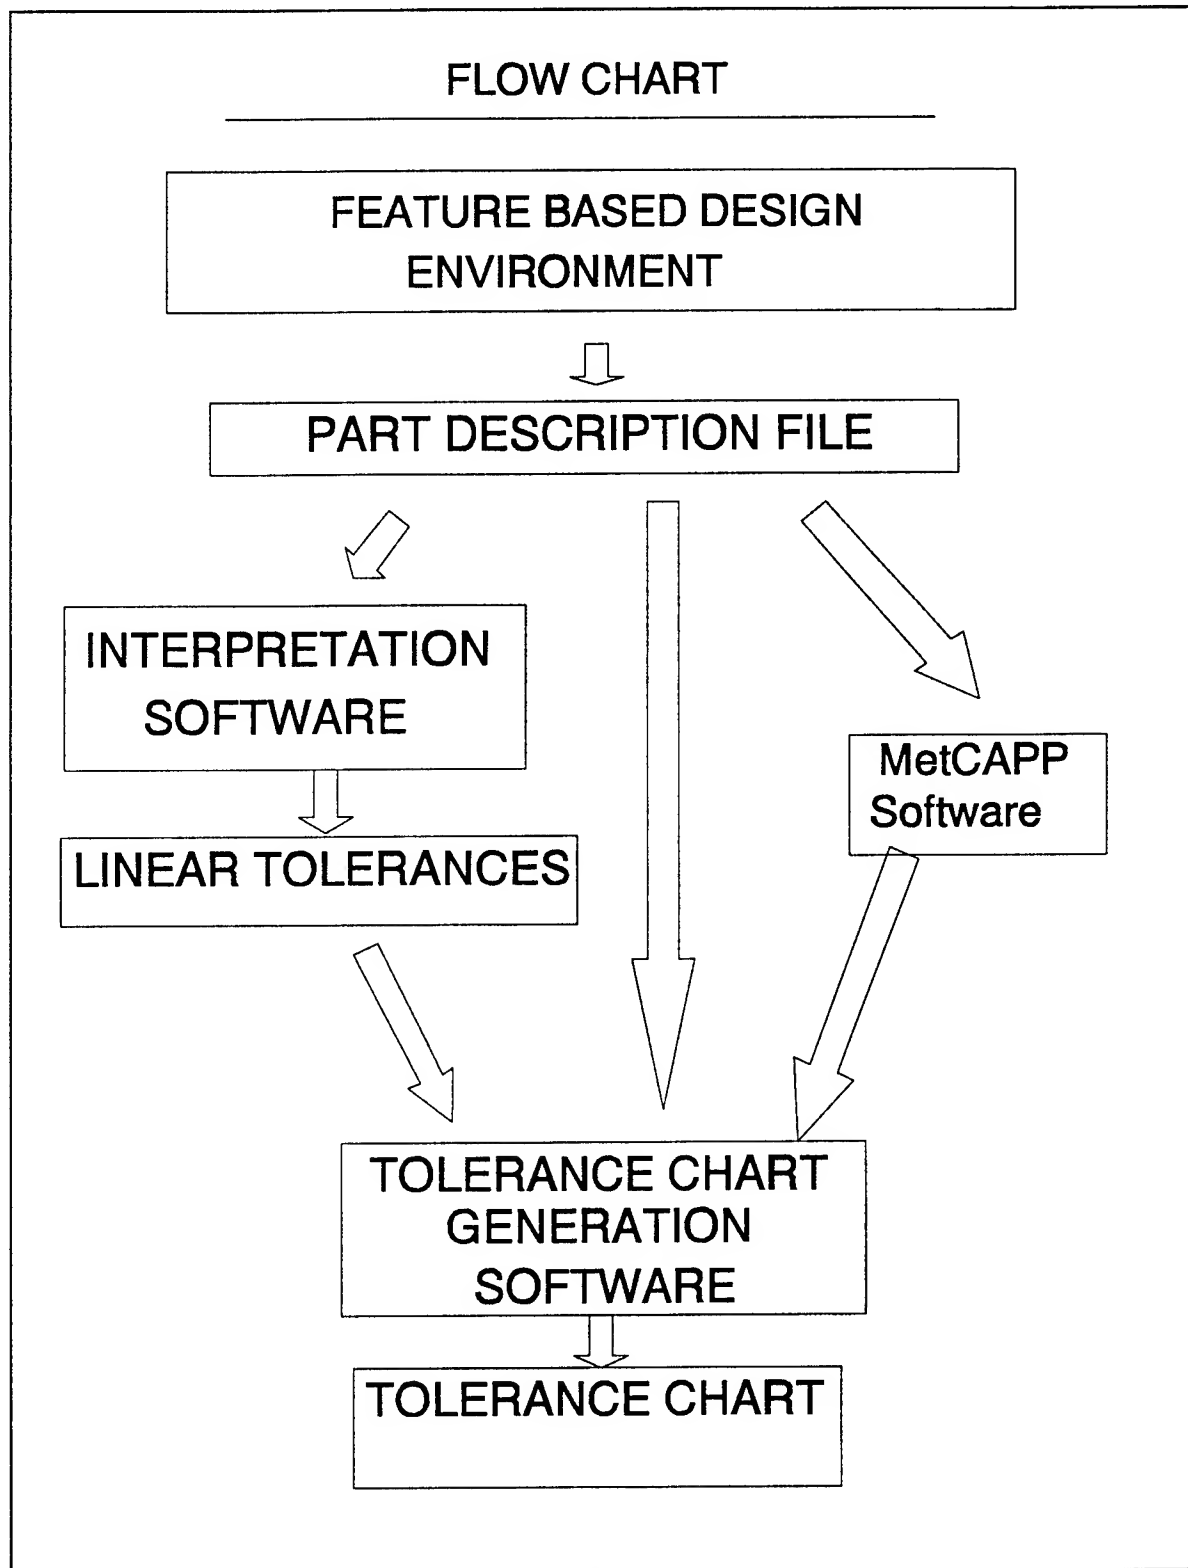 FLOW CHART
FEATURE BASED DESIGN
ENVIRONMENT
PART DESCRIPTION FILE
INTERPRETATION
SOFTWARE
MetCAPP
Software
LINEAR TOLERANCES
TOLERANCE CHART
GENERATION
SOFTWARE
TOLERANCE CHART